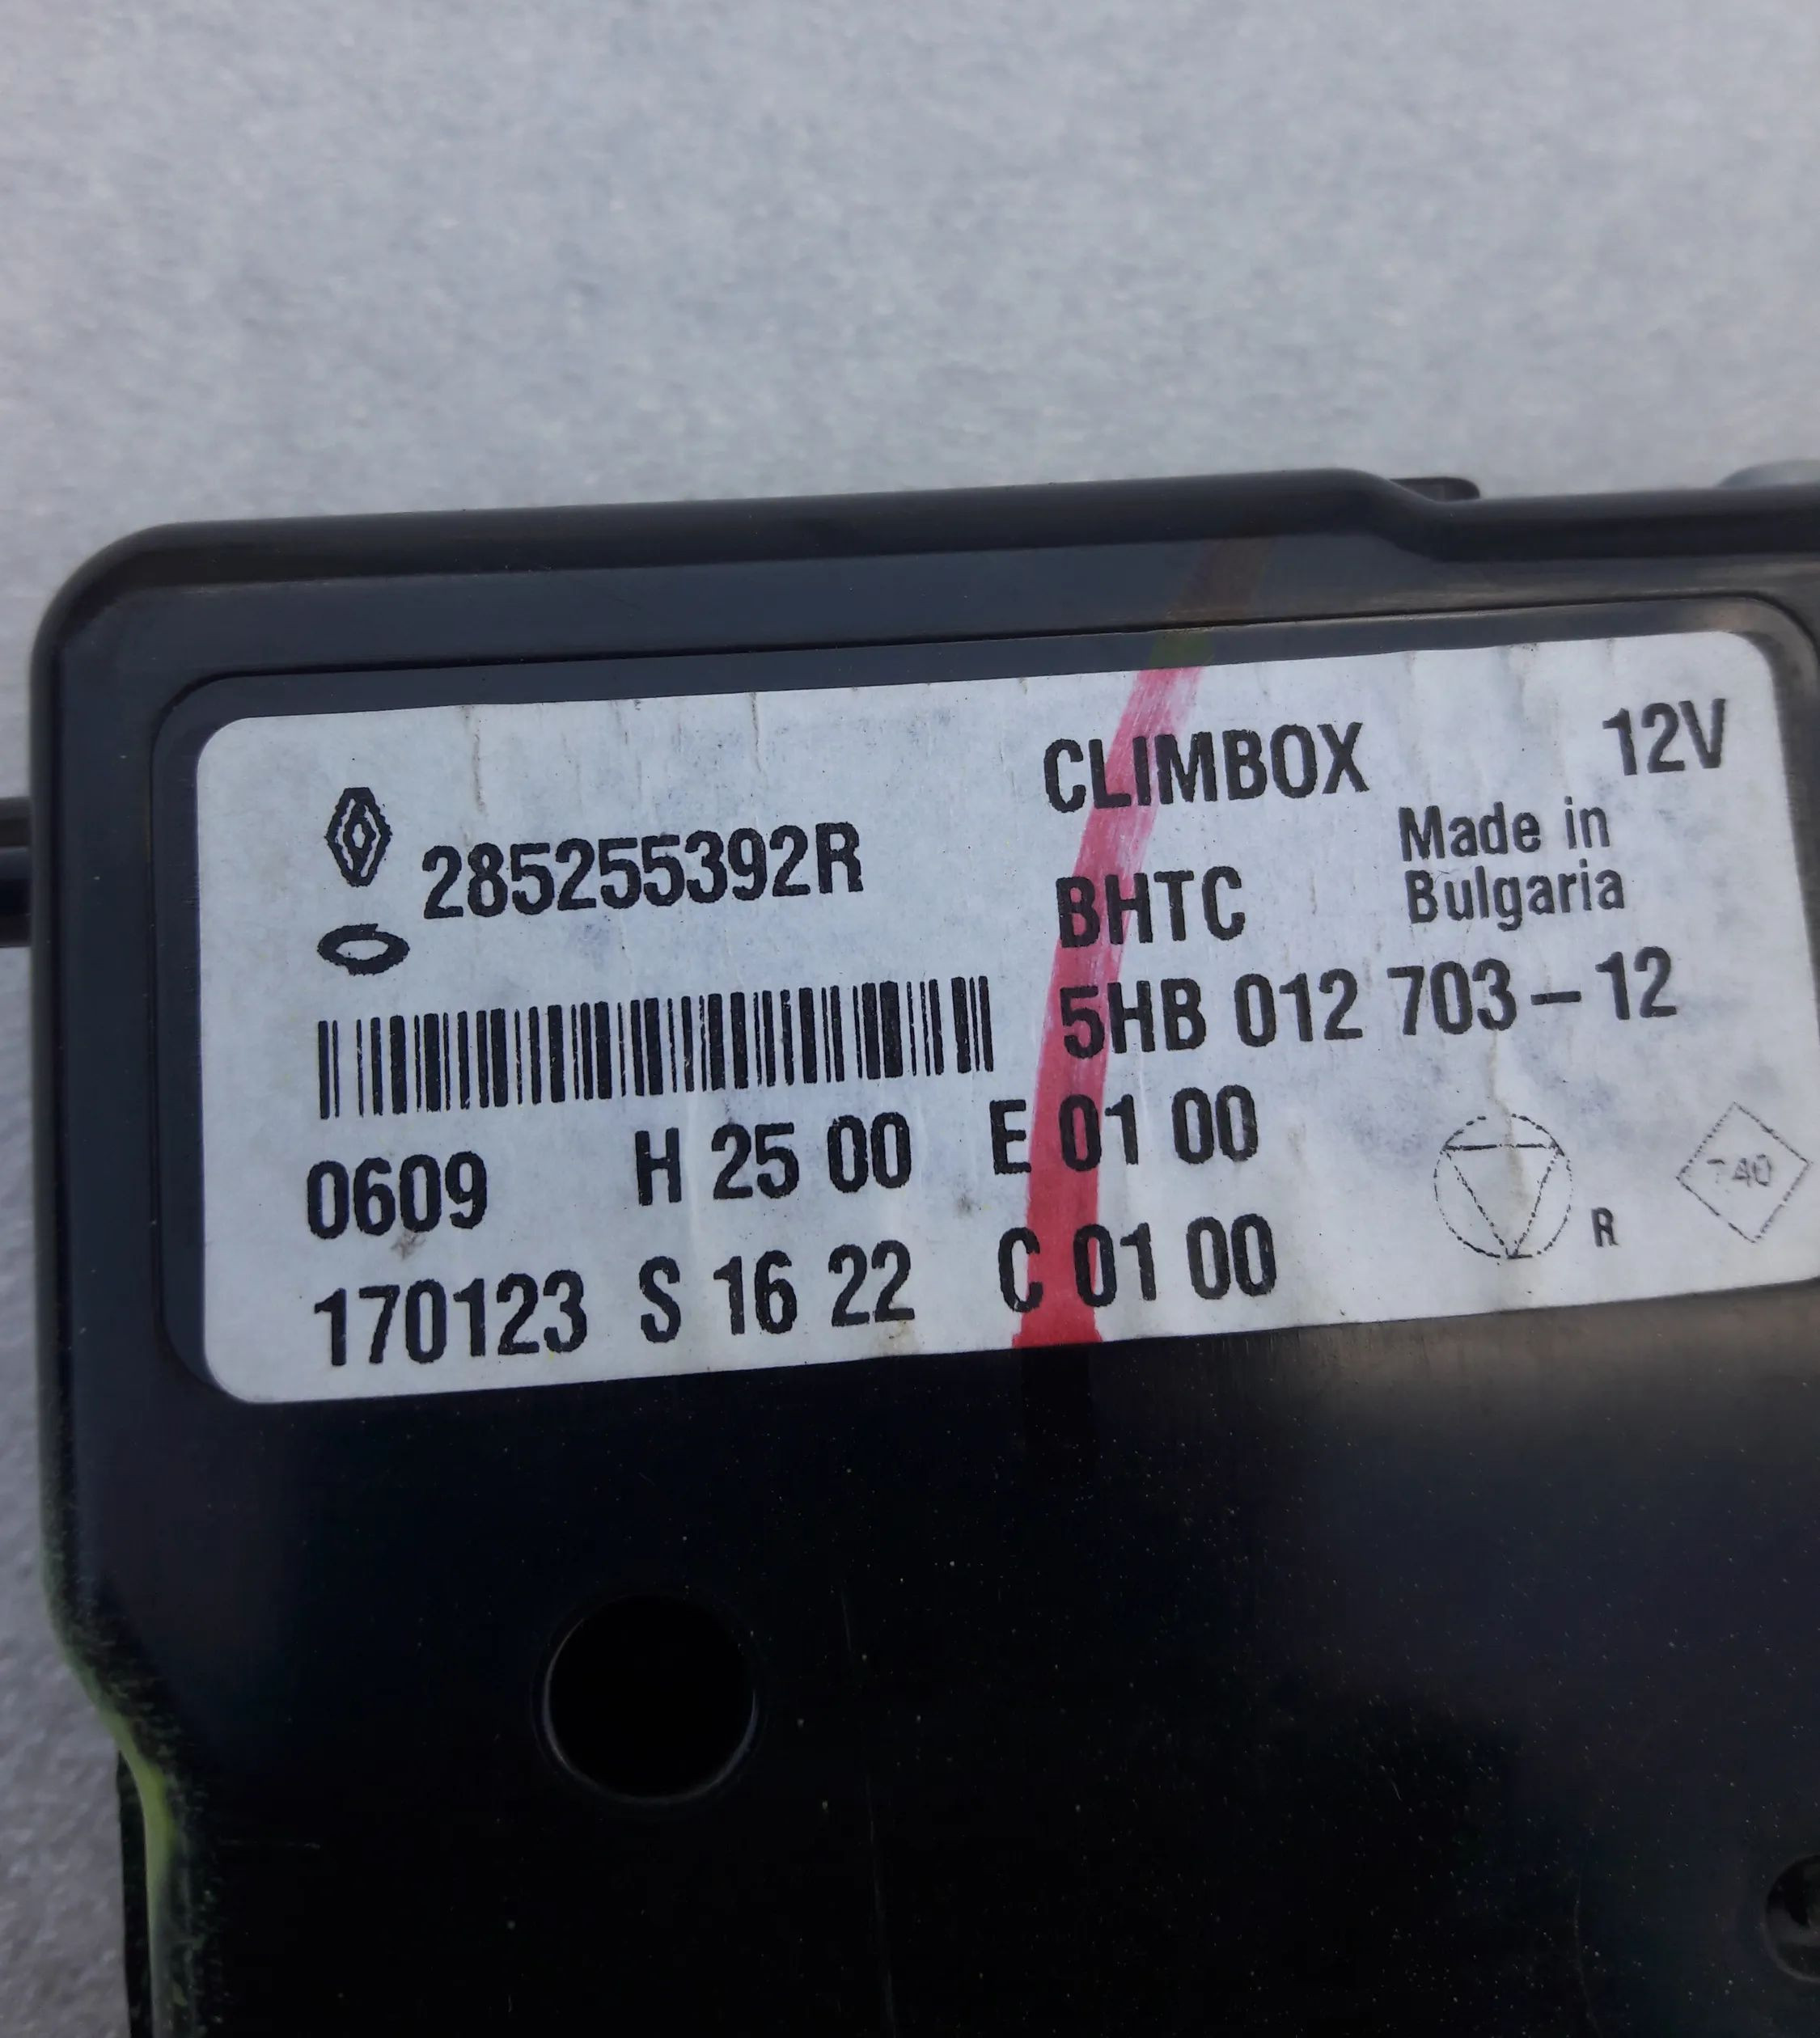 CLIMBOX 12V
285255392R
BHTC Made in
Bulgaria
5HB 012 703-12
0609 H 25 00 E 01 00
170123 S 16 22 C 01 00
R
740